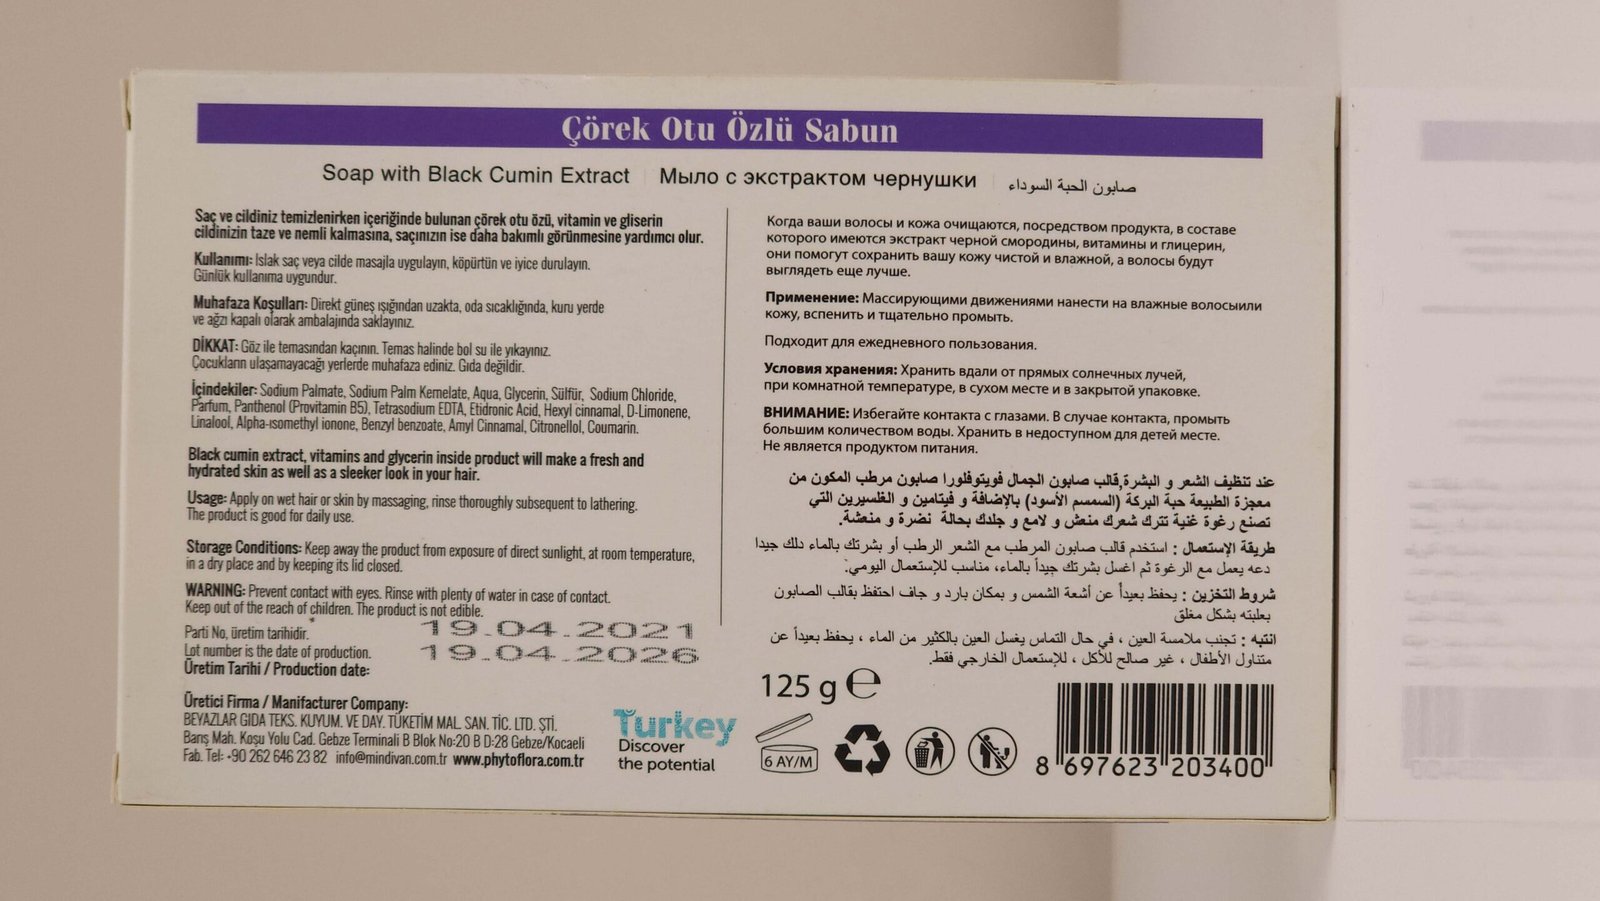 Çörek Otu Özlü Sabun
Soap with Black Cumin Extract
Мыло с экстрактом чернушки
صابون الحبة السوداء
Saç ve cildiniz temizlenirken içeriğinde bulunan çörek otu özü, vitamin ve gliserin
cildinizin taze ve nemli kalmasına, saçınızın ise daha bakımlı görünmesine yardımcı olur.
Kullanımı: Islak saç veya cilde masajla uygulayın, köpürtün ve iyice durulayın.
Günlük kullanıma uygundur.
Muhafaza Koşulları: Direkt güneş ışığından uzakta, oda sıcaklığında, kuru yerde
ve ağzı kapalı olarak ambalajında saklayınız.
DİKKAT: Göz ile temasından kaçının. Temas halinde bol su ile yıkayınız.
Çocukların ulaşamayacağı yerlerde muhafaza ediniz. Gıda değildir.
İçindekiler: Sodium Palmate, Sodium Palm Kernelate, Aqua, Glycerin, Sülfür, Sodium Chloride,
Parfum, Panthenol (Provitamin B5), Tetrasodium EDTA, Etidronic Acid, Hexyl cinnamal, D-Limonene,
Linalool, Alpha-ısomethyl ionone, Benzyl benzoate, Amyl Cinnamal, Citronellol, Coumarin.
Black cumin extract, vitamins and glycerin inside product will make a fresh and
hydrated skin as well as a sleeker look in your hair.
Usage: Apply on wet hair or skin by massaging, rinse thoroughly subsequent to lathering.
The product is good for daily use.
Storage Conditions: Keep away the product from exposure of direct sunlight, at room temperature,
in a dry place and by keeping its lid closed.
WARNING: Prevent contact with eyes. Rinse with plenty of water in case of contact.
Keep out of the reach of children. The product is not edible.
Parti No, üretim tarihidir.
Lot number is the date of production.
Üretim Tarihi / Production date:
19.04.2021
19.04.2026
Üretici Firma / Manifacturer Company:
BEYAZLAR GIDA TEKS. KUYUM. VE DAY. TÜKETİM MAL. SAN. TİC. LTD. ŞTİ.
Barış Mah. Koşu Yolu Cad. Gebze Terminali B Blok No:20 B D:28 Gebze/Kocaeli
Fab. Tel: +90 262 646 23 82 info@mindivan.com.tr www.phytoflora.com.tr
Turkey
Discover
the potential
Когда ваши волосы и кожа очищаются, посредством продукта, в составе
которого имеются экстракт черной смородины, витамины и глицерин,
они помогут сохранить вашу кожу чистой и влажной, а волосы будут
выглядеть еще лучше.
Применение: Массирующими движениями нанести на влажные волосыили
кожу, вспенить и тщательно промыть.
Подходит для ежедневного пользования.
Условия хранения: Хранить вдали от прямых солнечных лучей,
при комнатной температуре, в сухом месте и в закрытой упаковке.
ВНИМАНИЕ: Избегайте контакта с глазами. В случае контакта, промыть
большим количеством воды. Хранить в недоступном для детей месте.
Не является продуктом питания.
عند تنظيف الشعر و البشرة,قالب صابون الجمال فويتوفلورا صابون مرطب المكون من
معجزة الطبيعة حبة البركة (السمسم الأسود) بالإضافة و فيتامين و الغلسيرين التي
تصنع رغوة غنية تترك شعرك منعش و لامع و جلدك بحالة نضرة و منعشة.
طريقة الإستعمال : استخدم قالب صابون المرطب مع الشعر الرطب أو بشرتك بالماء دلك جيدا
دعه يعمل مع الرغوة ثم اغسل بشرتك جيداً بالماء، مناسب للإستعمال اليومي.
شروط التخزين : يحفظ بعيداً عن أشعة الشمس و بمكان بارد و جاف احتفظ بقالب الصابون
بعلبته بشكل مغلق
انتبه : تجنب ملامسة العين ، في حال التماس يغسل العين بالكثير من الماء ، يحفظ بعيداً عن
متناول الأطفال ، غير صالح للأكل ، للإستعمال الخارجي فقط.
125 g ℮
6 AY/M
8 697623 203400